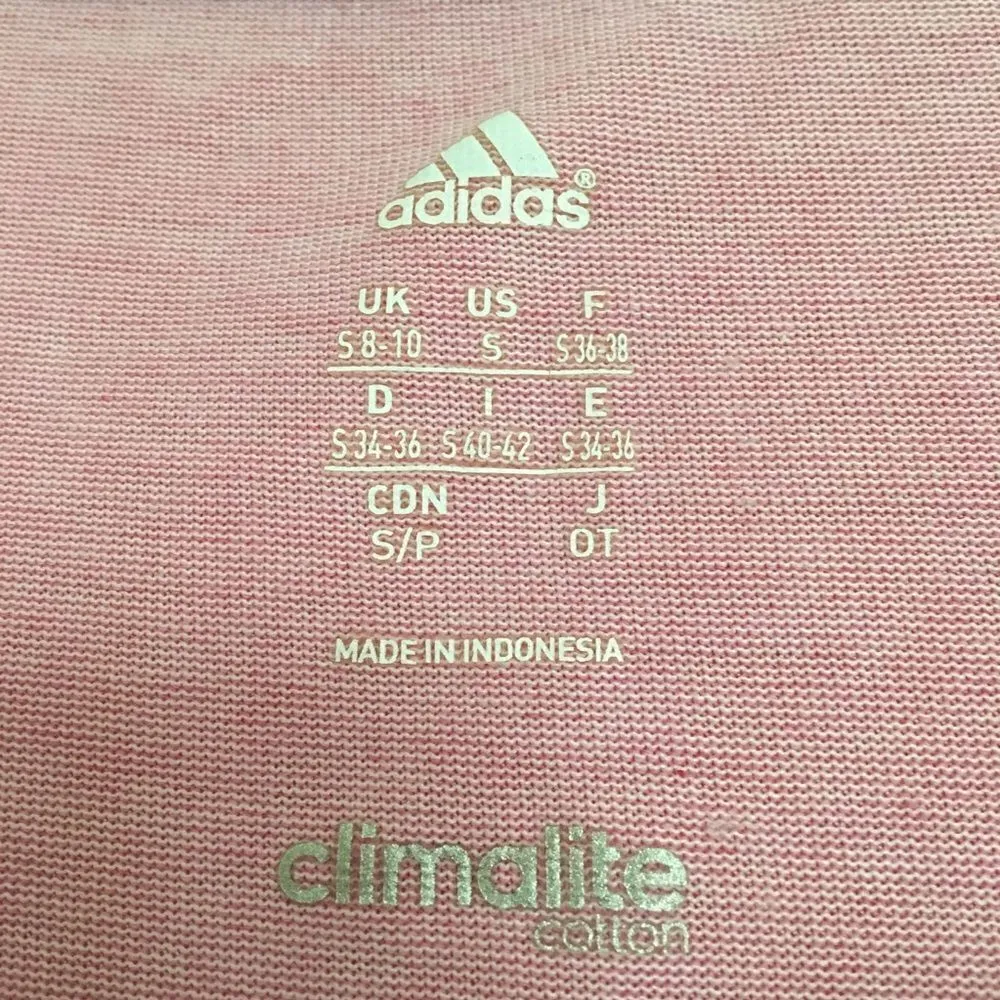 adidas®
UK US F
S 8-10 S S 36-38
D I E
S 34-36 S 40-42 S 34-36
CDN J
S/P OT
MADE IN INDONESIA
climalite
cotton